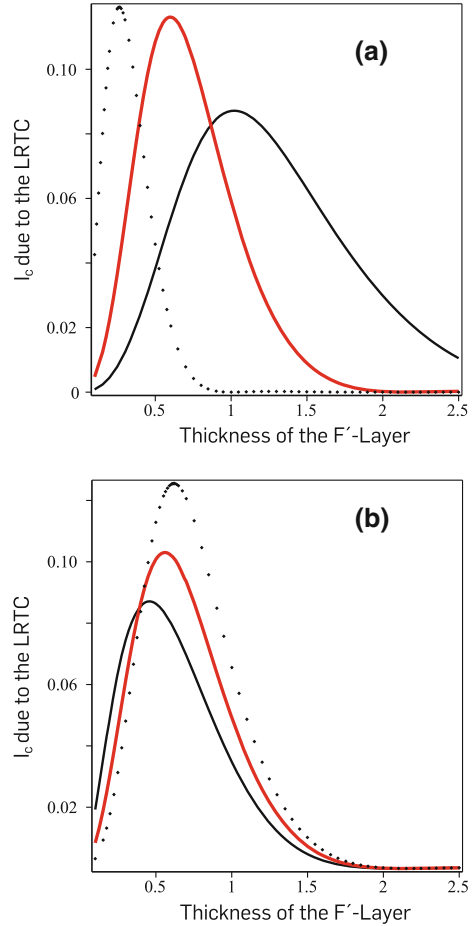 (a)
0.10
0.06
0.02
0
I_c due to the LRTC
0.5 1 1.5 2 2.5
Thickness of the F´-Layer
(b)
0.10
0.06
0.02
I_c due to the LRTC
0.5 1 1.5 2 2.5
Thickness of the F´-Layer